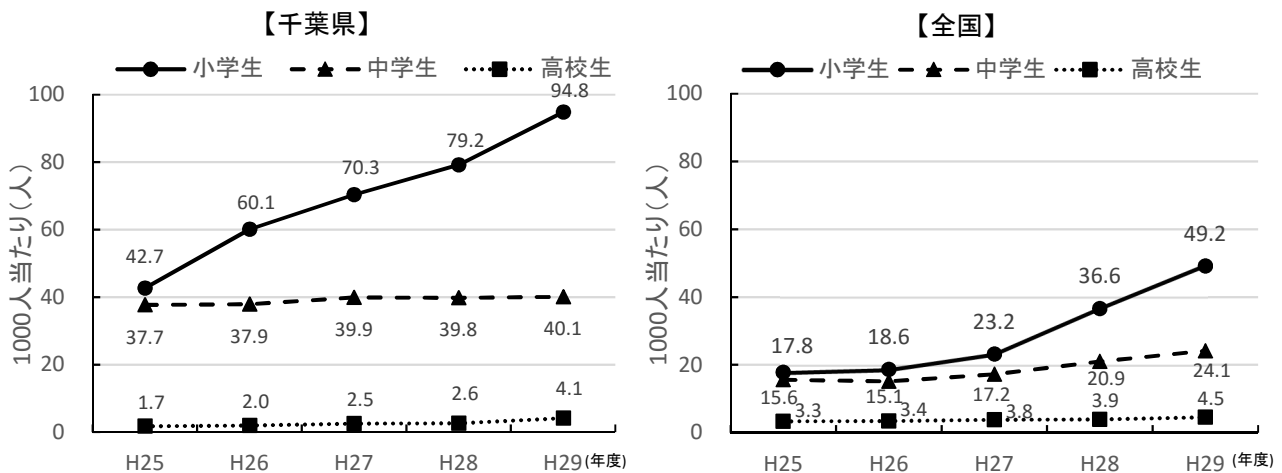 【千葉県】
小学生 中学生 高校生
1000人当たり(人)
100
80
60
40
20
0
42.7 60.1 70.3 79.2 94.8
37.7 37.9 39.9 39.8 40.1
1.7 2.0 2.5 2.6 4.1
H25 H26 H27 H28 H29 (年度)
【全国】
小学生 中学生 高校生
1000人当たり(人)
100
80
60
40
20
0
17.8 18.6 23.2 36.6 49.2
15.6 15.1 17.2 20.9 24.1
3.3 3.4 3.8 3.9 4.5
H25 H26 H27 H28 H29 (年度)